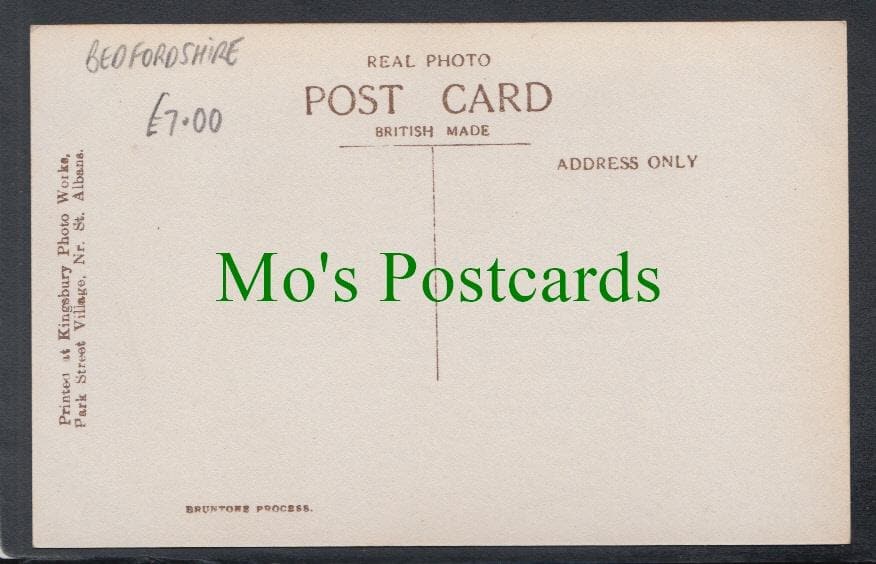 BEDFORDSHIRE
£7.00
REAL PHOTO
POST CARD
BRITISH MADE
ADDRESS ONLY
Printed at Kingsbury Photo Works,
Park Street Village, Nr. St. Albans.
Mo's Postcards
BRUNTONE PROCESS.